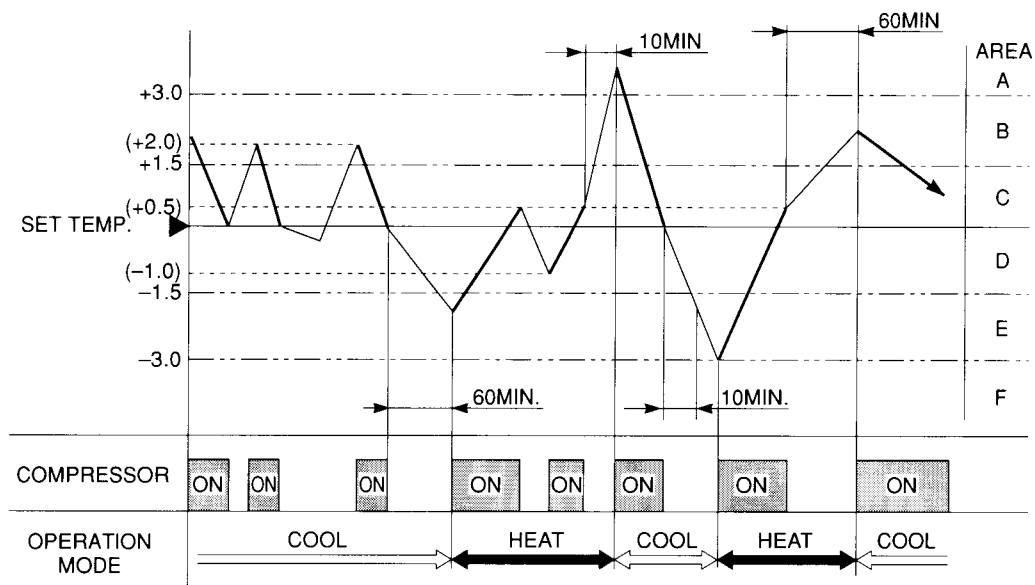 60MIN
10MIN
AREA
A
+3.0
B
(+2.0)
+1.5
C
(+0.5)
SET TEMP.
D
(−1.0)
−1.5
E
−3.0
60MIN.
10MIN.
F
COMPRESSOR
ON ON ON ON ON ON ON ON
OPERATION
MODE
COOL HEAT COOL HEAT COOL